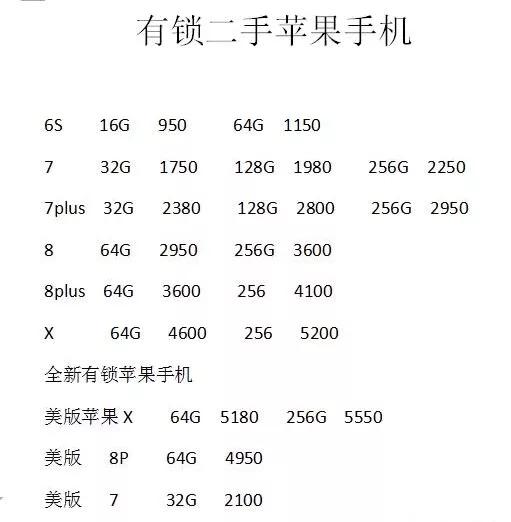 有锁二手苹果手机
6S 16G 950 64G 1150
7 32G 1750 128G 1980 256G 2250
7plus 32G 2380 128G 2800 256G 2950
8 64G 2950 256G 3600
8plus 64G 3600 256 4100
X 64G 4600 256 5200
全新有锁苹果手机
美版苹果 X 64G 5180 256G 5550
美版 8P 64G 4950
美版 7 32G 2100